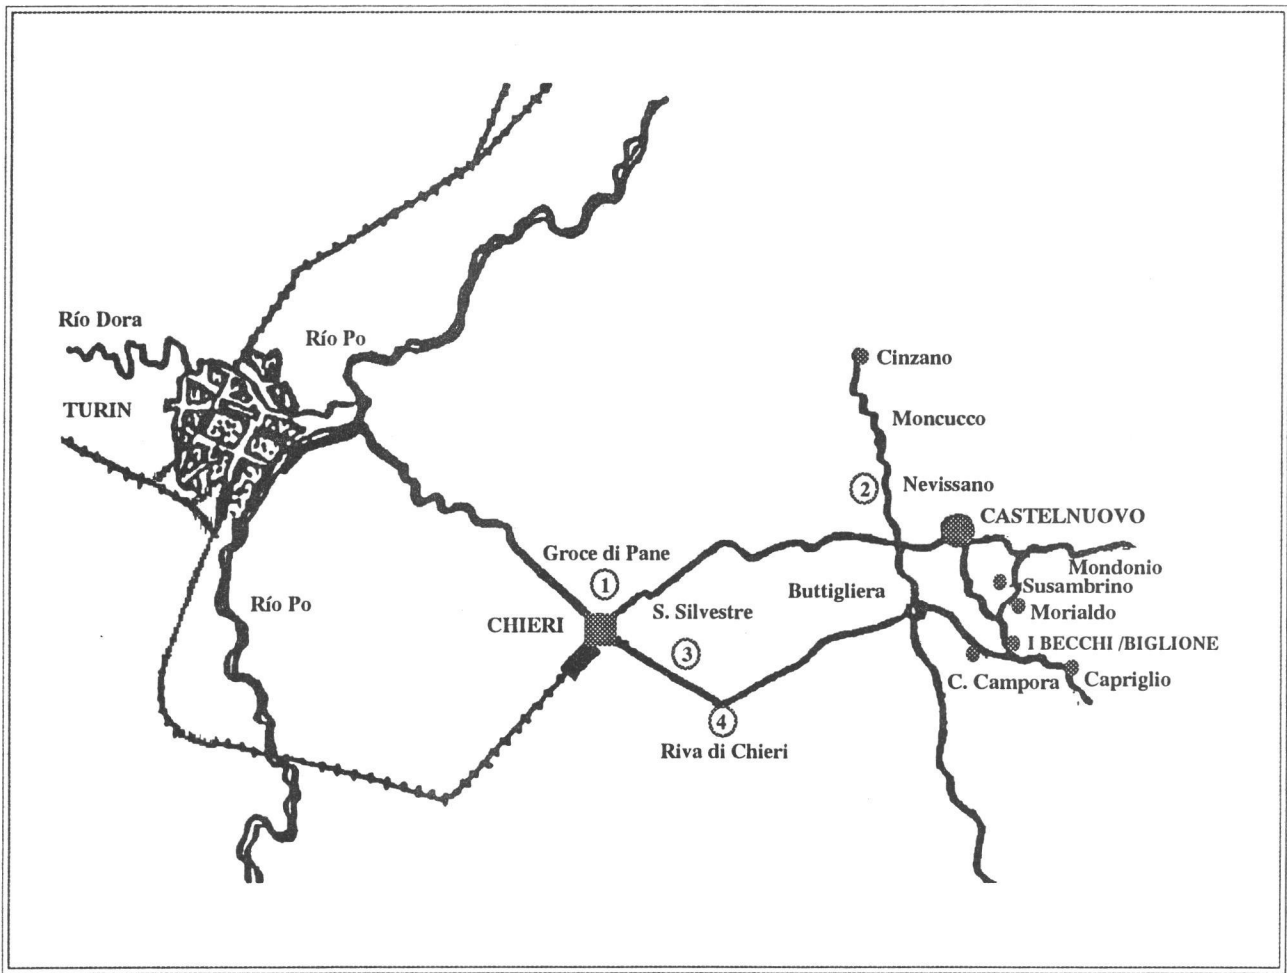 Río Dora
Río Po
TURIN
Cinzano
Moncucco
2
Nevissano
CASTELNUOVO
Groce di Pane
1
Mondonio
Susambrino
Río Po
CHIERI
S. Silvestre
Buttigliera
Morialdo
3
I BECCHI /BIGLIONE
C. Campora
Capriglio
4
Riva di Chieri